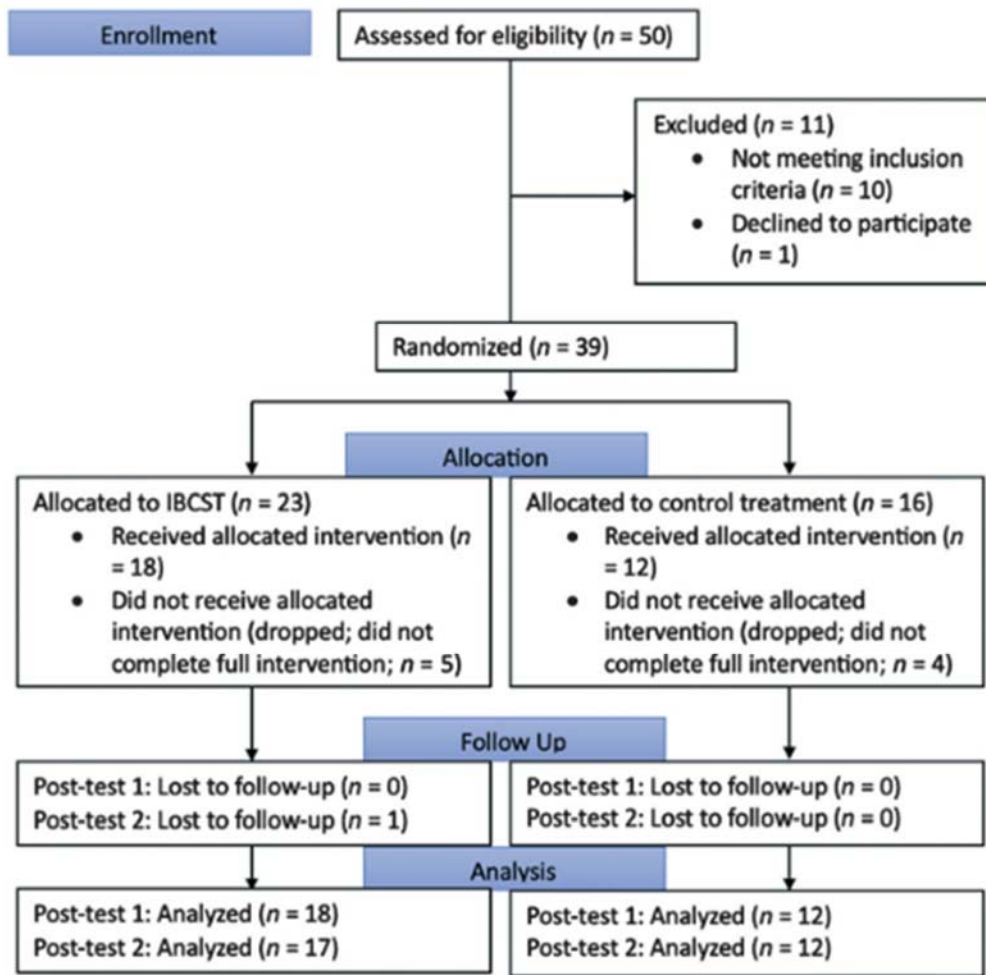 Enrollment
Assessed for eligibility (n = 50)
Excluded (n = 11)
• Not meeting inclusion
criteria (n = 10)
• Declined to participate
(n = 1)
Randomized (n = 39)
Allocation
Allocated to IBCST (n = 23)
• Received allocated intervention (n
= 18)
• Did not receive allocated
intervention (dropped; did not
complete full intervention; n = 5)
Allocated to control treatment (n = 16)
• Received allocated intervention (n
= 12)
• Did not receive allocated
intervention (dropped; did not
complete full intervention; n = 4)
Follow Up
Post-test 1: Lost to follow-up (n = 0)
Post-test 2: Lost to follow-up (n = 1)
Post-test 1: Lost to follow-up (n = 0)
Post-test 2: Lost to follow-up (n = 0)
Analysis
Post-test 1: Analyzed (n = 18)
Post-test 2: Analyzed (n = 17)
Post-test 1: Analyzed (n = 12)
Post-test 2: Analyzed (n = 12)